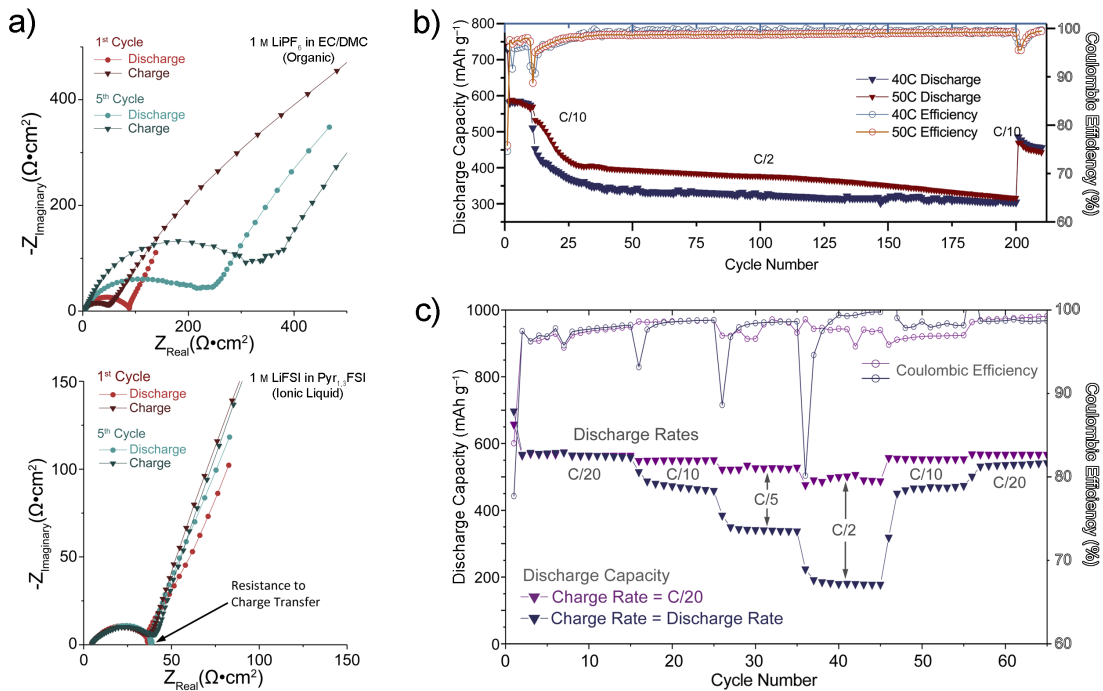 a)
1st Cycle
Discharge
Charge
5th Cycle
Discharge
Charge
1 M LiPF6 in EC/DMC
(Organic)
-ZImaginary(Ω•cm2)
400
200
0
0 200 400
ZReal(Ω•cm2)
1st Cycle
Discharge
Charge
5th Cycle
Discharge
Charge
1 M LiFSI in Pyr1,3FSI
(Ionic Liquid)
Resistance to
Charge Transfer
-ZImaginary(Ω•cm2)
150
100
50
0
0 50 100 150
ZReal(Ω•cm2)
b)
Discharge Capacity (mAh g-1)
800
700
600
500
400
300
C/10
C/2
C/10
40C Discharge
50C Discharge
40C Efficiency
50C Efficiency
100
90
80
70
60
Coulombic Efficiency (%)
0 25 50 75 100 125 150 175 200
Cycle Number
c)
Discharge Capacity (mAh g-1)
1000
900
800
700
600
500
400
300
200
0
Coulombic Efficiency
Discharge Rates
C/20
C/10
C/5
C/2
C/10
C/20
Discharge Capacity
Charge Rate = C/20
Charge Rate = Discharge Rate
100
90
80
70
60
Coulombic Efficiency (%)
0 10 20 30 40 50 60
Cycle Number